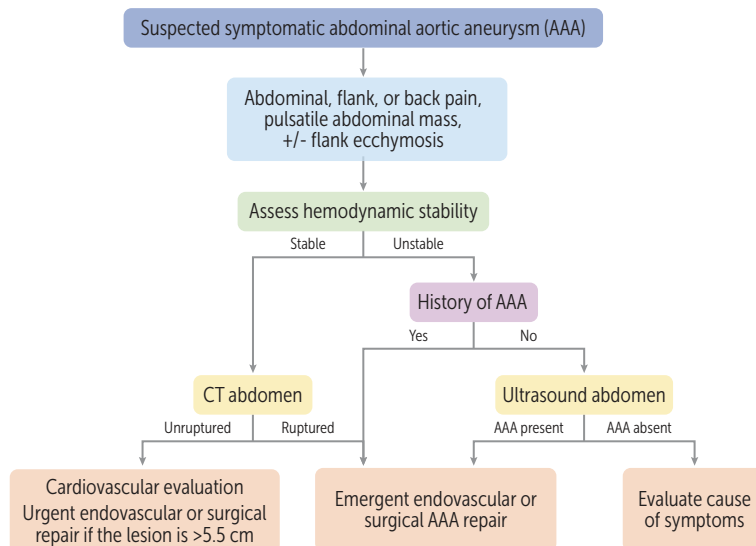 Suspected symptomatic abdominal aortic aneurysm (AAA)
Abdominal, flank, or back pain,
pulsatile abdominal mass,
+/- flank ecchymosis
Assess hemodynamic stability
Stable
Unstable
History of AAA
Yes
No
CT abdomen
Ultrasound abdomen
Unruptured
Ruptured
AAA present
AAA absent
Cardiovascular evaluation
Urgent endovascular or surgical
repair if the lesion is >5.5 cm
Emergent endovascular or
surgical AAA repair
Evaluate cause
of symptoms